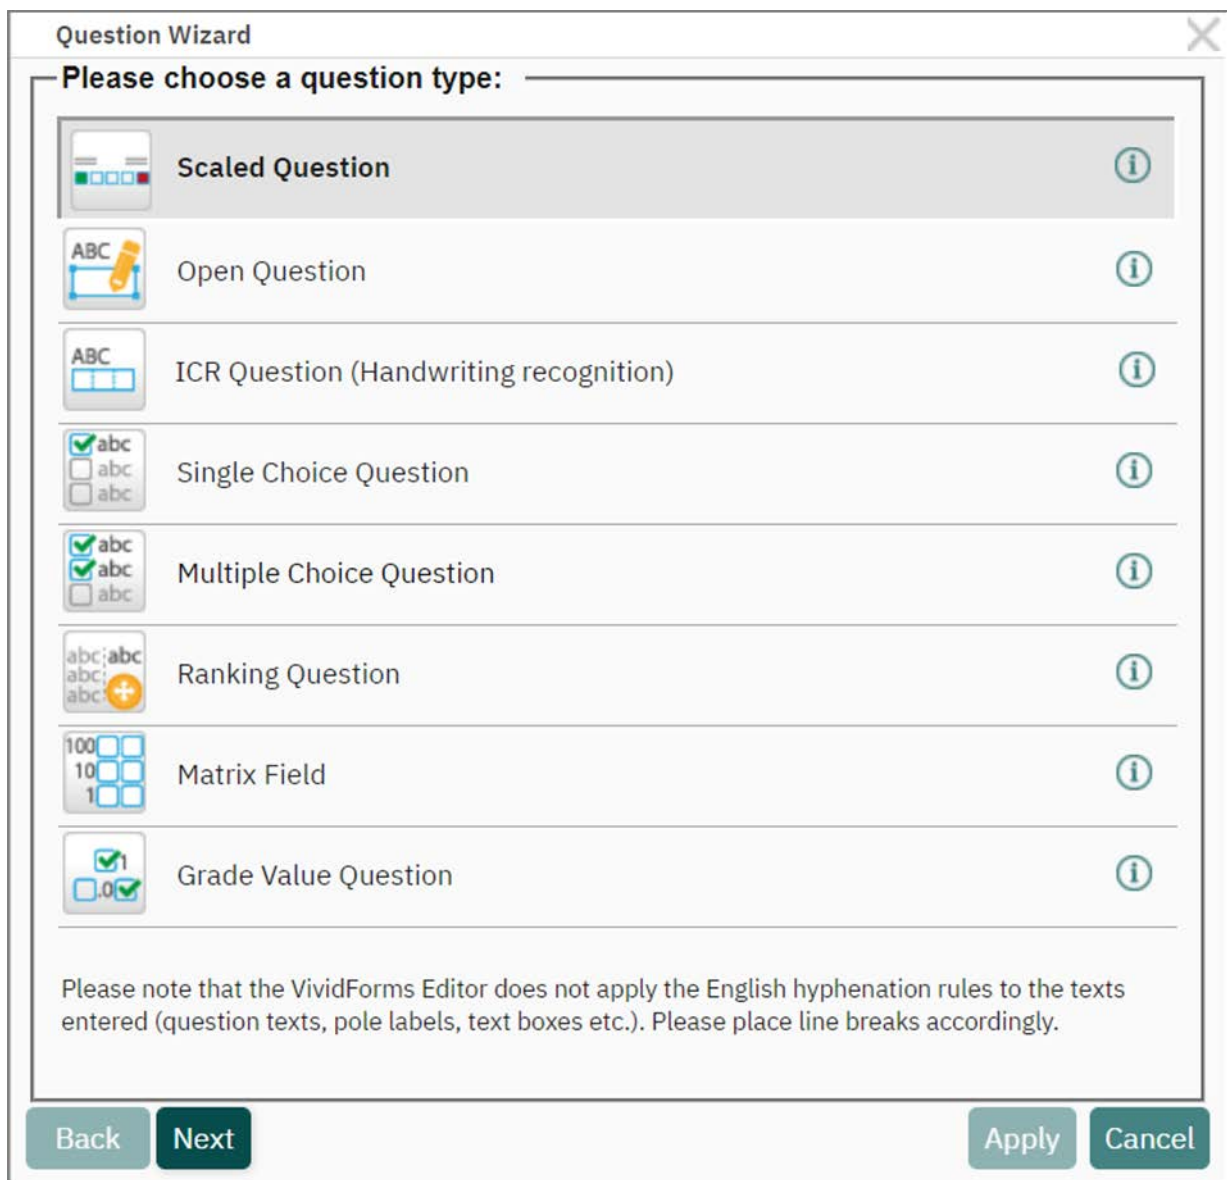 Question Wizard
Please choose a question type:
Scaled Question
ABC
Open Question
ABC
ICR Question (Handwriting recognition)
abc
abc
abc
Single Choice Question
abc
abc
abc
Multiple Choice Question
abc abc
abc
abc
Ranking Question
100
10
1
Matrix Field
1
.0
Grade Value Question
Please note that the VividForms Editor does not apply the English hyphenation rules to the texts
entered (question texts, pole labels, text boxes etc.). Please place line breaks accordingly.
Back Next Apply Cancel